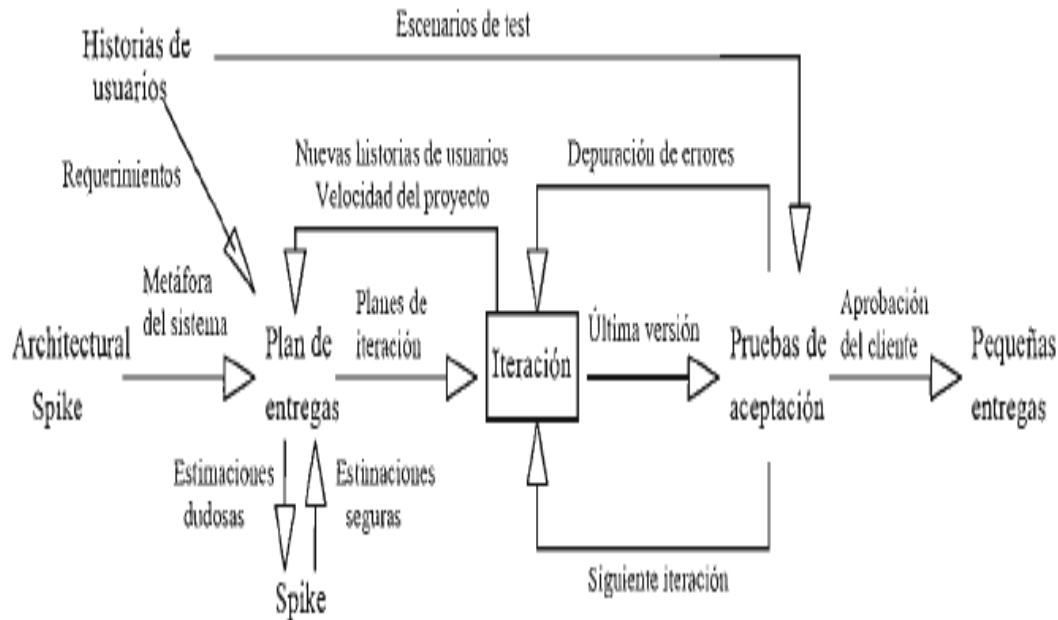 Escenarios de test
Historias de
usuarios
Requerimientos
Nuevas historias de usuarios
Velocidad del proyecto
Depuración de errores
Metáfora
del sistema
Planes de
iteración
Última versión
Aprobación
del cliente
Architectural
Spike
Plan de
entregas
Iteración
Pruebas de
aceptación
Pequeñas
entregas
Estimaciones
dudosas
Estimaciones
seguras
Siguiente iteración
Spike